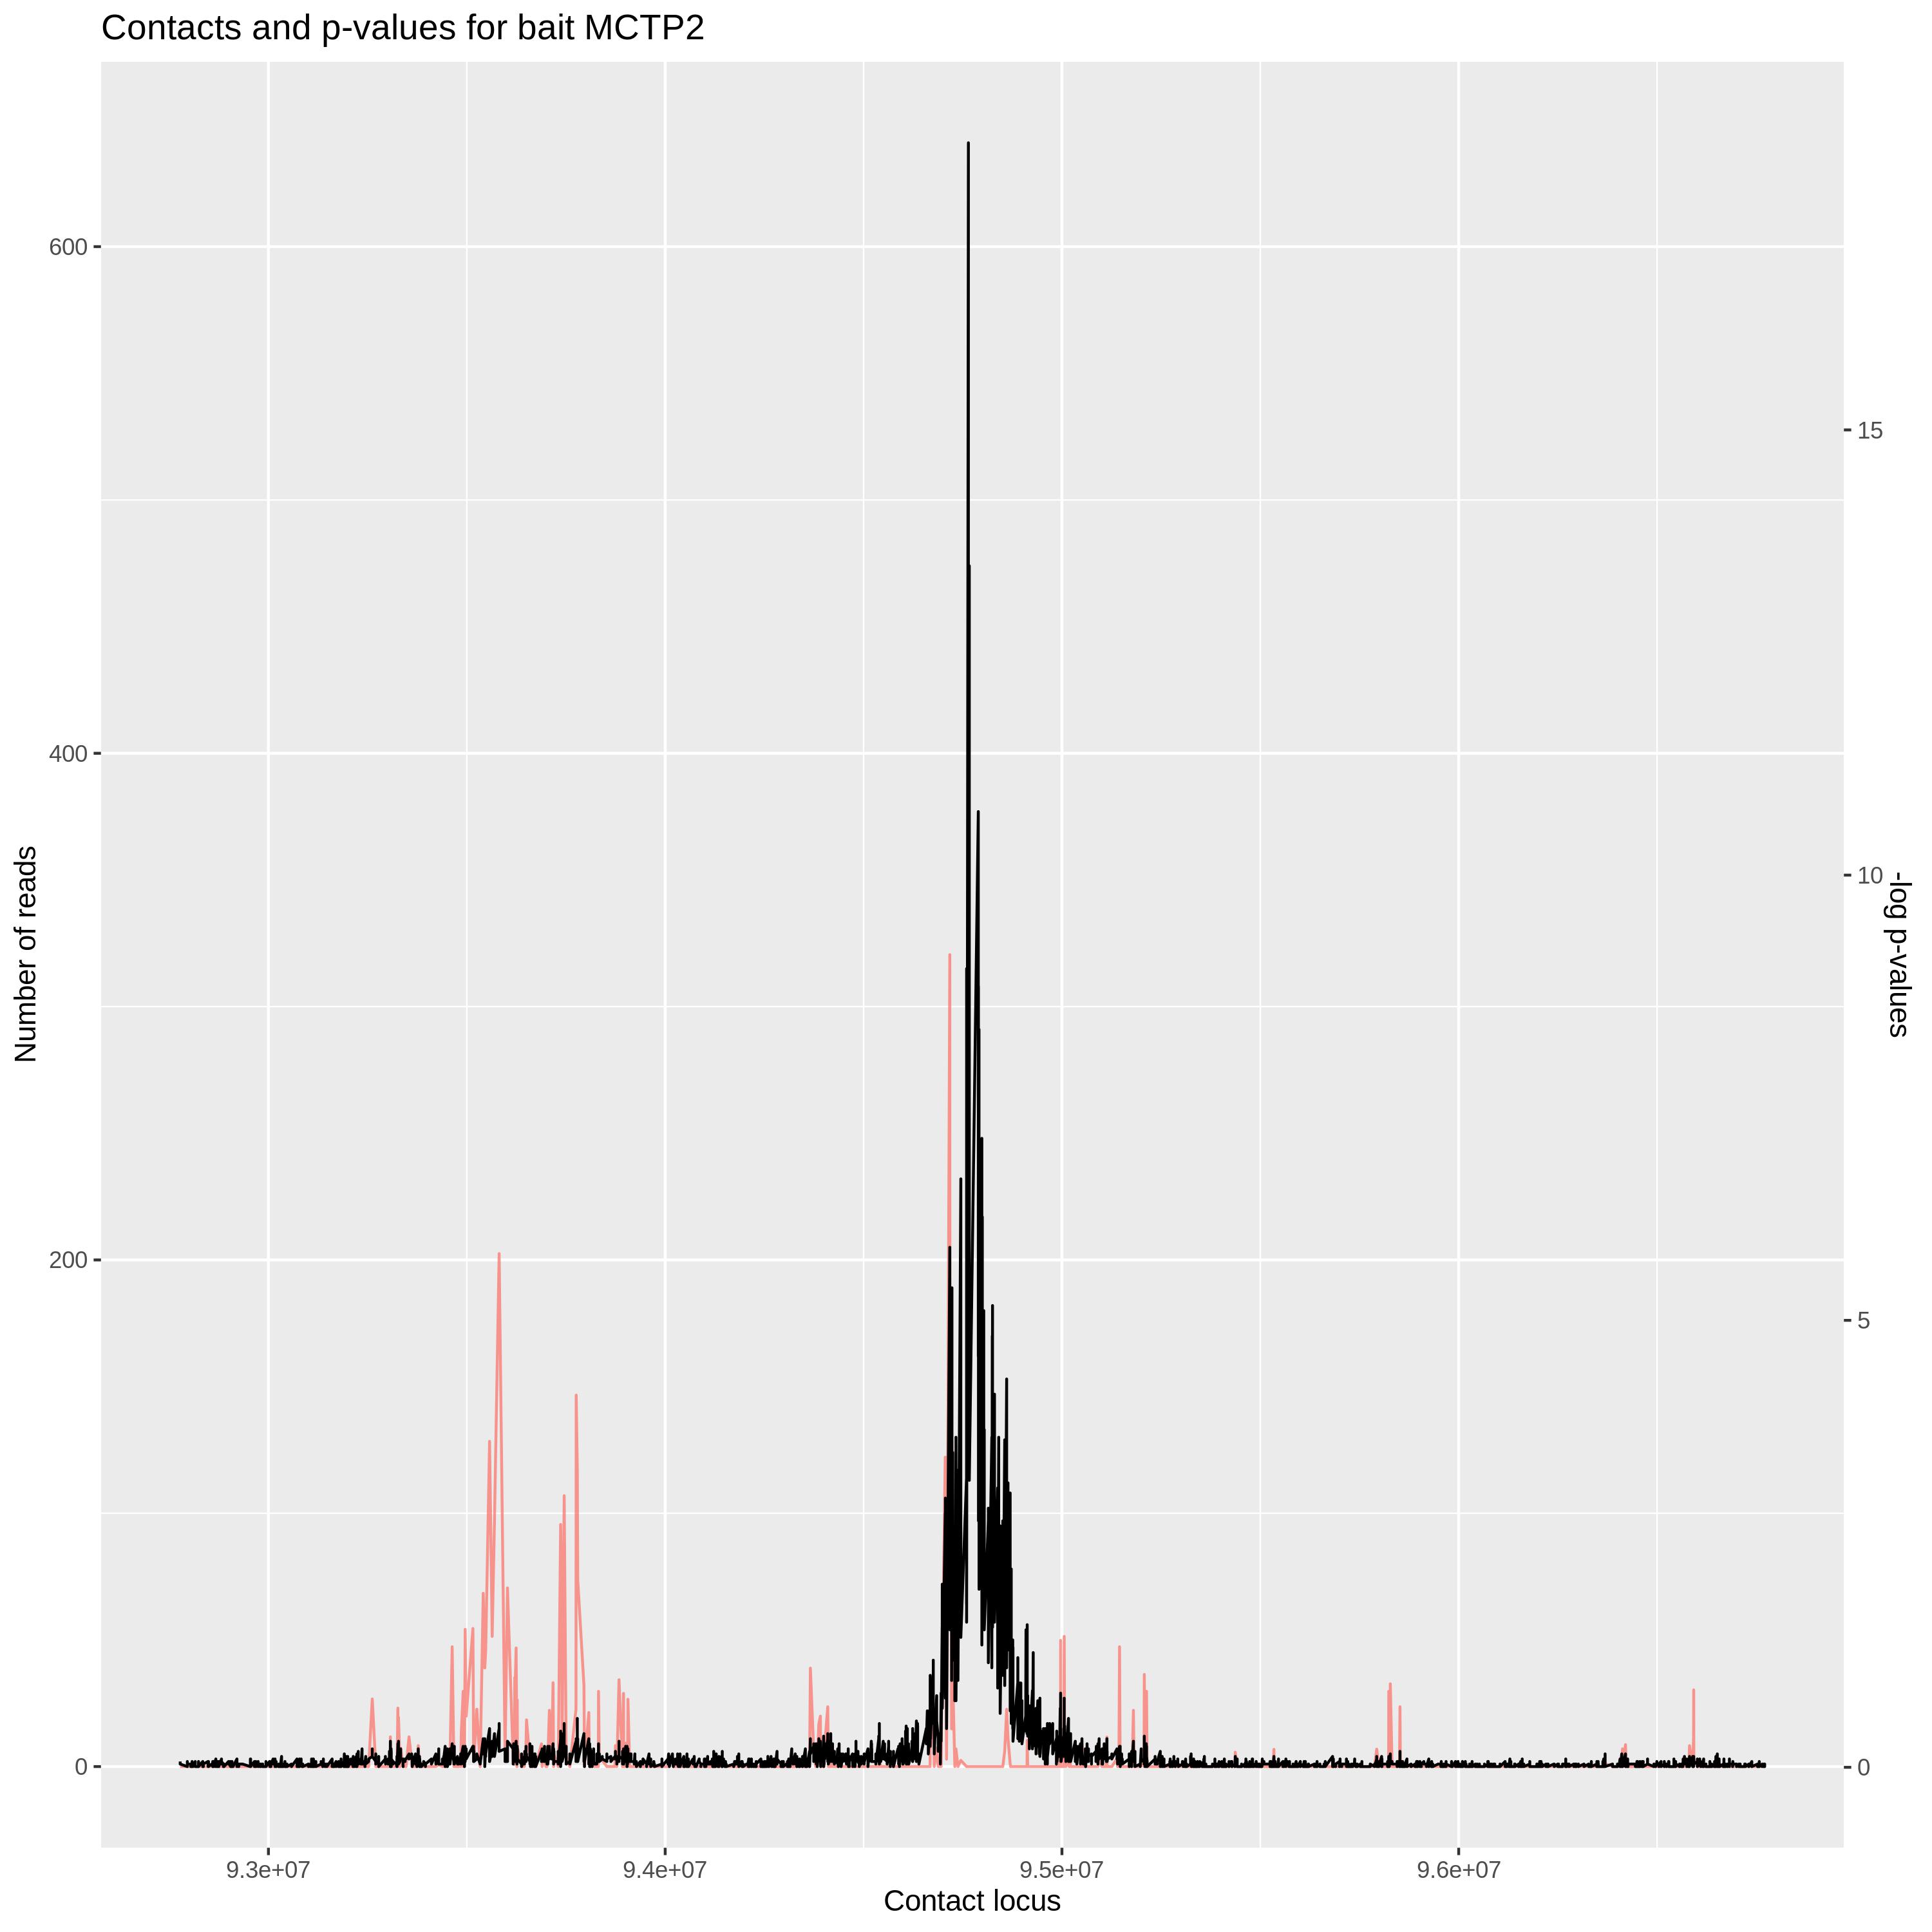 Contacts and p-values for bait MCTP2
600
400
200
0
15
10
5
0
Number of reads
-log p-values
9.3e+07
9.4e+07
9.5e+07
9.6e+07
Contact locus